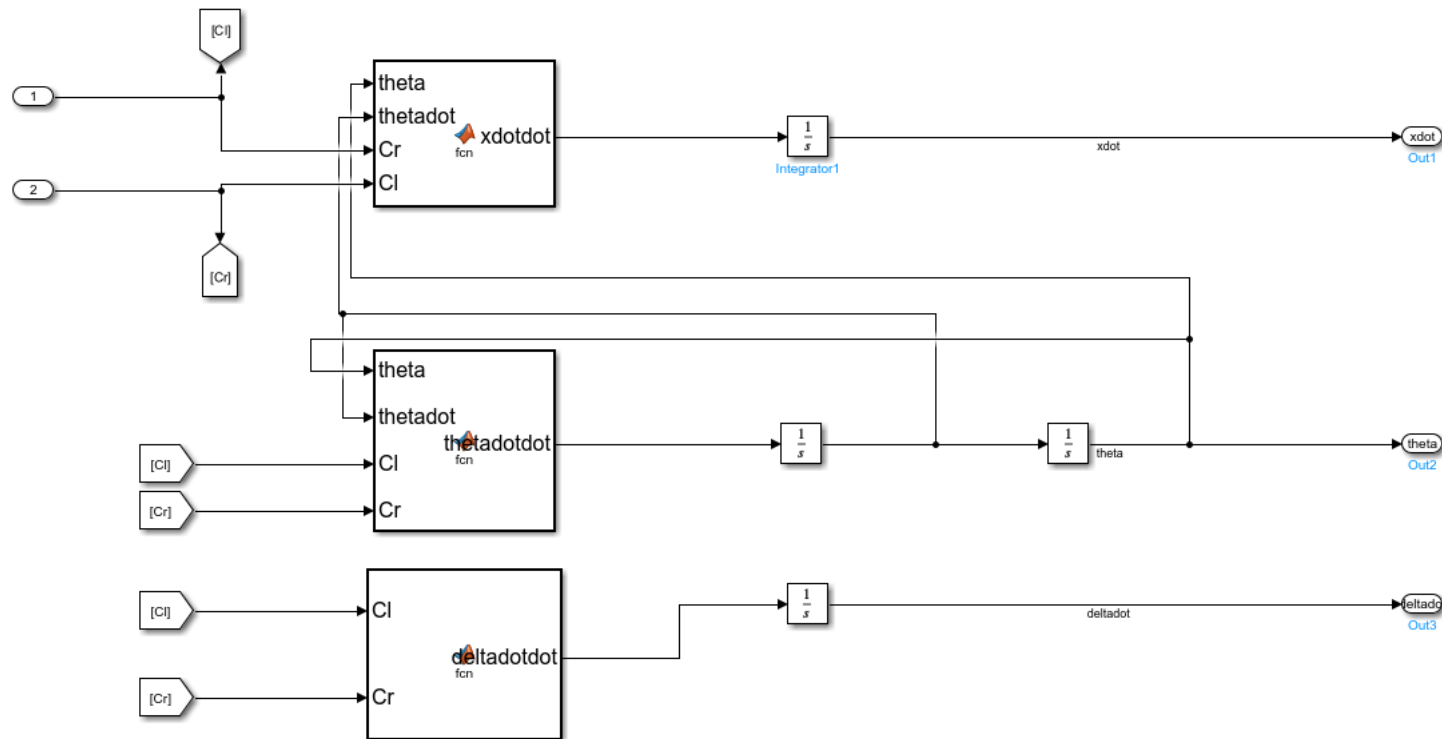 [Cl]
1
theta
thetadot
Cr
Cl
xdotdot
fcn
1
s
Integrator1
xdot
xdot
Out1
2
[Cr]
theta
thetadot
Cl
Cr
thetadotdot
fcn
[Cl]
[Cr]
1
s
1
s
theta
theta
Out2
[Cl]
[Cr]
Cl
Cr
deltadotdot
fcn
1
s
deltadot
Out3